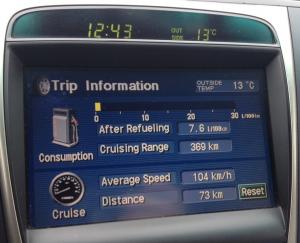 12:43 OUT SIDE 13°C
Trip Information OUTSIDE TEMP 13 °C
0 10 20 30 L/100km
After Refueling 7.6 L/100km
Consumption Cruising Range 369 km
Average Speed 104 km/h
Cruise Distance 73 km Reset